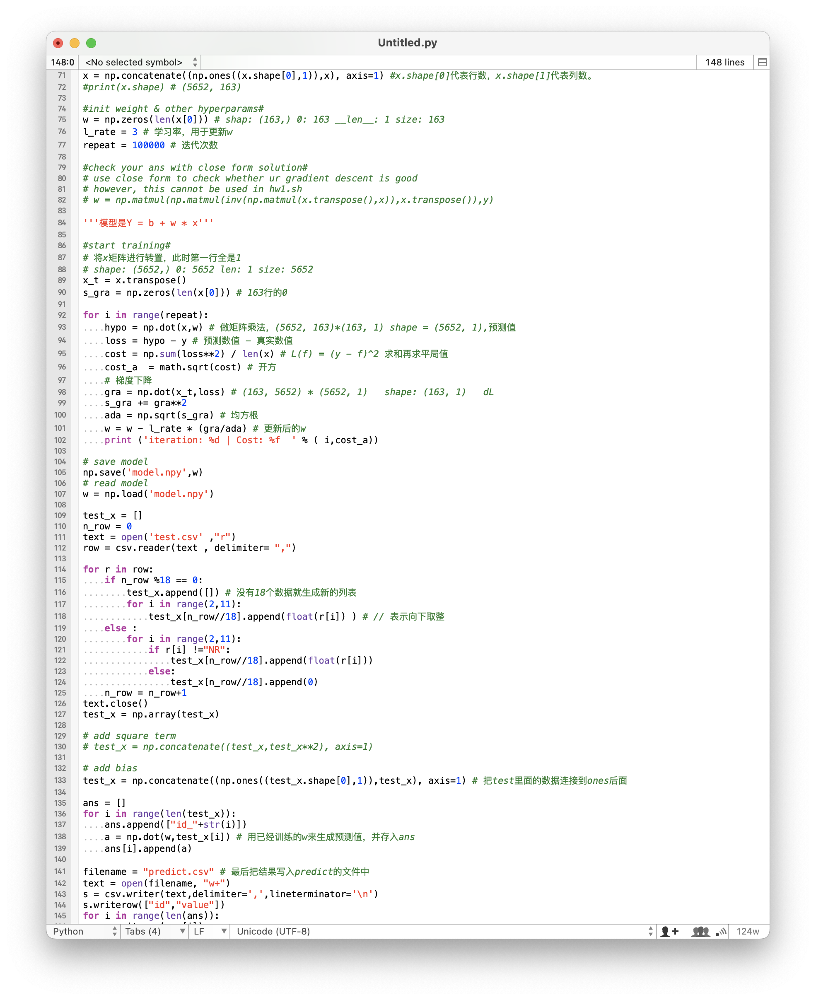 Untitled.py
148:0 <No selected symbol> 148 lines
71 x = np.concatenate((np.ones((x.shape[0],1)),x), axis=1) #x.shape[0]代表行数，x.shape[1]代表列数。
72 #print(x.shape) # (5652, 163)
73
74 #init weight & other hyperparams#
75 w = np.zeros(len(x[0])) # shap: (163,) 0: 163 __len__: 1 size: 163
76 l_rate = 3 # 学习率，用于更新w
77 repeat = 100000 # 迭代次数
78
79 #check your ans with close form solution#
80 # use close form to check whether ur gradient descent is good
81 # however, this cannot be used in hw1.sh
82 # w = np.matmul(np.matmul(inv(np.matmul(x.transpose(),x)),x.transpose()),y)
83
84 '''模型是Y = b + w * x'''
85
86 #start training#
87 # 将x矩阵进行转置，此时第一行全是1
88 # shape: (5652,) 0: 5652 len: 1 size: 5652
89 x_t = x.transpose()
90 s_gra = np.zeros(len(x[0])) # 163行的0
91
92 for i in range(repeat):
93 ....hypo = np.dot(x,w) # 做矩阵乘法，(5652, 163)*(163, 1) shape = (5652, 1),预测值
94 ....loss = hypo - y # 预测数值 - 真实数值
95 ....cost = np.sum(loss**2) / len(x) # L(f) = (y - f)^2 求和再求平局值
96 ....cost_a  = math.sqrt(cost) # 开方
97 ....# 梯度下降
98 ....gra = np.dot(x_t,loss) # (163, 5652) * (5652, 1)   shape: (163, 1)   dL
99 ....s_gra += gra**2
100 ....ada = np.sqrt(s_gra) # 均方根
101 ....w = w - l_rate * (gra/ada) # 更新后的w
102 ....print ('iteration: %d | Cost: %f  ' % ( i,cost_a))
103
104 # save model
105 np.save('model.npy',w)
106 # read model
107 w = np.load('model.npy')
108
109 test_x = []
110 n_row = 0
111 text = open('test.csv' ,"r")
112 row = csv.reader(text , delimiter= ",")
113
114 for r in row:
115 ....if n_row %18 == 0:
116 ........test_x.append([]) # 没有18个数据就生成新的列表
117 ........for i in range(2,11):
118 ............test_x[n_row//18].append(float(r[i]) ) # // 表示向下取整
119 ....else :
120 ........for i in range(2,11):
121 ............if r[i] !="NR":
122 ................test_x[n_row//18].append(float(r[i]))
123 ............else:
124 ................test_x[n_row//18].append(0)
125 ....n_row = n_row+1
126 text.close()
127 test_x = np.array(test_x)
128
129 # add square term
130 # test_x = np.concatenate((test_x,test_x**2), axis=1)
131
132 # add bias
133 test_x = np.concatenate((np.ones((test_x.shape[0],1)),test_x), axis=1) # 把test里面的数据连接到ones后面
134
135 ans = []
136 for i in range(len(test_x)):
137 ....ans.append(["id_"+str(i)])
138 ....a = np.dot(w,test_x[i]) # 用已经训练的w来生成预测值，并存入ans
139 ....ans[i].append(a)
140
141 filename = "predict.csv" # 最后把结果写入predict的文件中
142 text = open(filename, "w+")
143 s = csv.writer(text,delimiter=',',lineterminator='\n')
144 s.writerow(["id","value"])
145 for i in range(len(ans)):
Python Tabs (4) LF Unicode (UTF-8) 124w